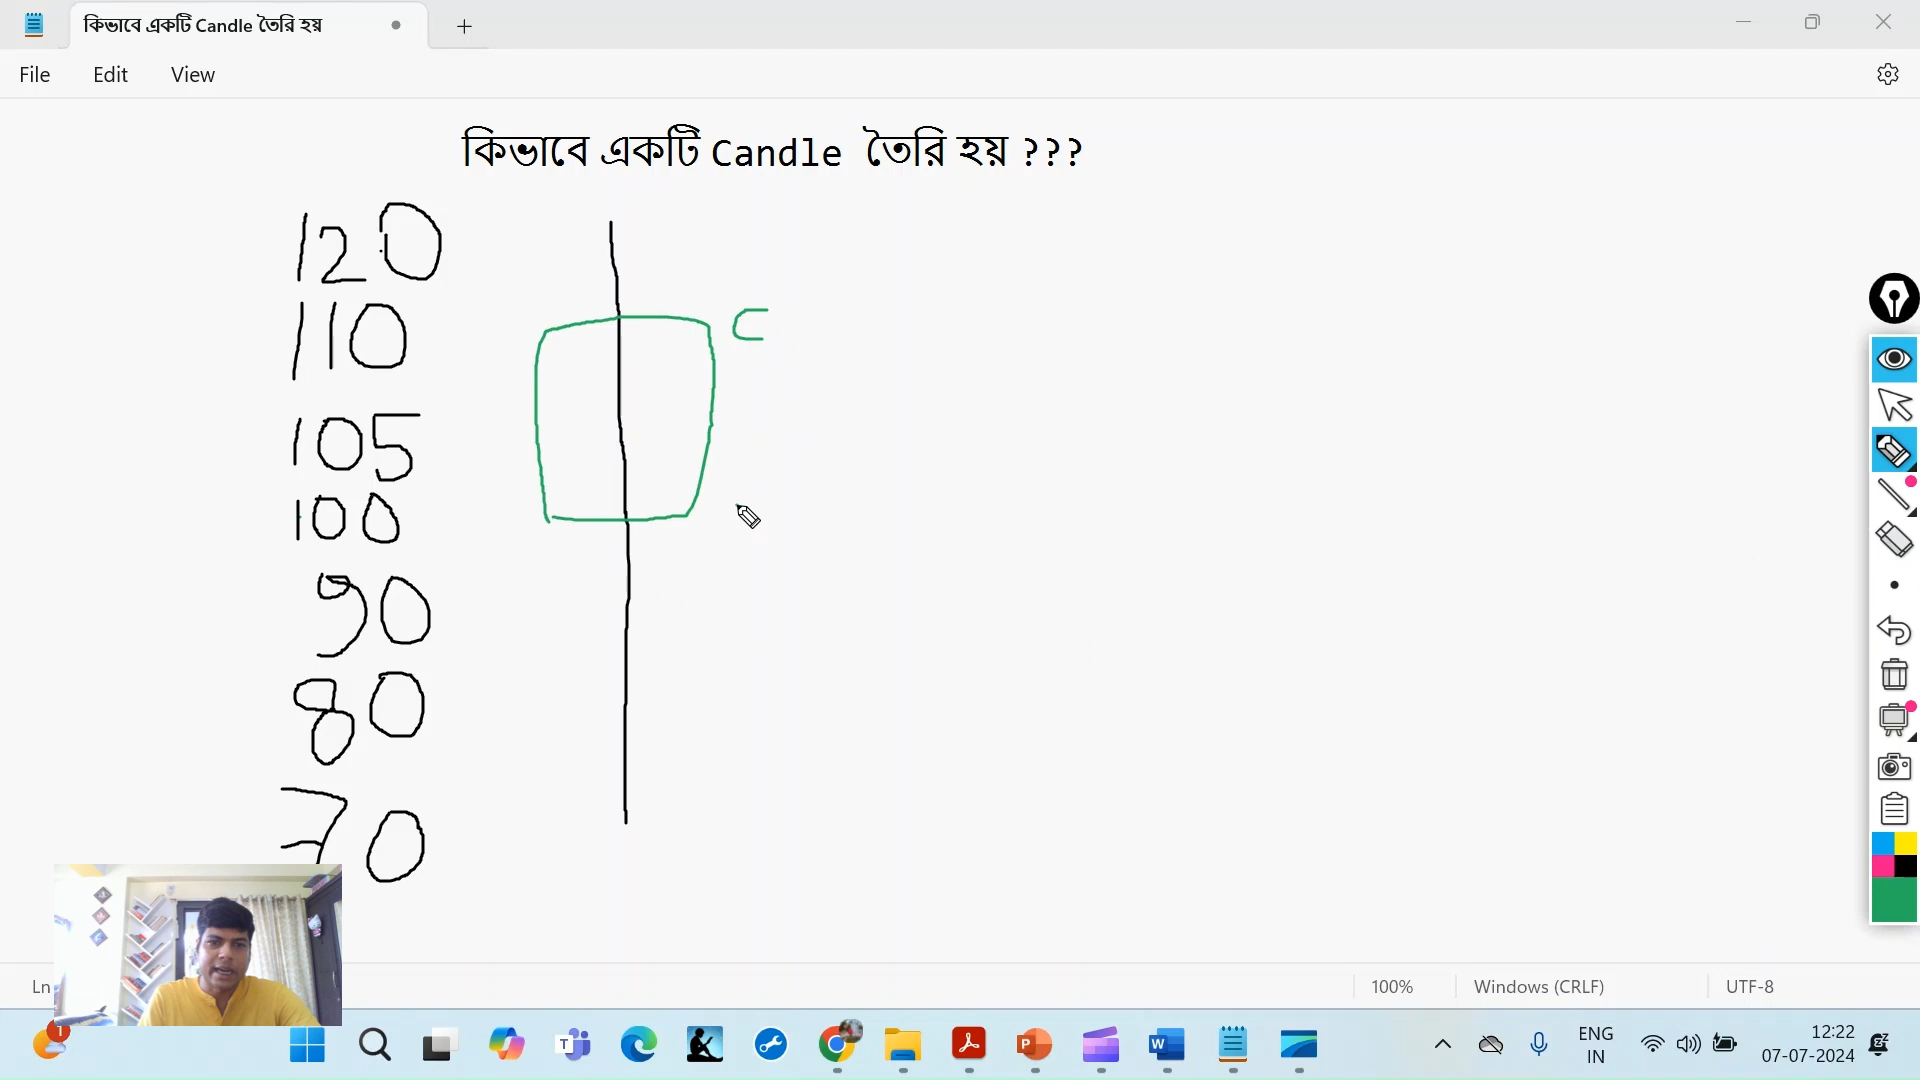 কিভাবে একটি Candle তৈরি হয়
File Edit View
কিভাবে একটি Candle তৈরি হয় ???
120
110
C
105
100
90
80
70
Ln
100%
Windows (CRLF)
UTF-8
1
ENG
IN
12:22
07-07-2024